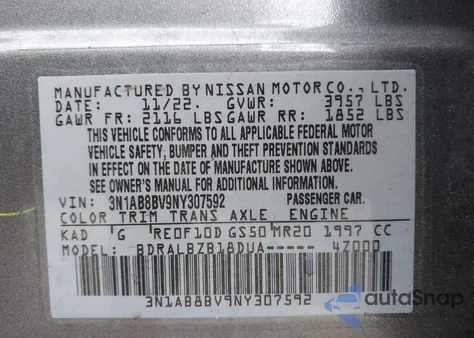 MANUFACTURED BY NISSAN MOTOR CO., LTD.
DATE: 11/22. GVWR: 3957 LBS
GAWR FR: 2116 LBS GAWR RR: 1852 LBS
THIS VEHICLE CONFORMS TO ALL APPLICABLE FEDERAL MOTOR
VEHICLE SAFETY, BUMPER AND THEFT PREVENTION STANDARDS
IN EFFECT ON THE DATE OF MANUFACTURE SHOWN ABOVE.
SEE OWNER'S MANUAL FOR ADDITIONAL INFORMATION.
VIN: 3N1AB8BV9NY307592 PASSENGER CAR.
COLOR TRIM TRANS AXLE ENGINE
KAD G RE0F10D GS50 MR20 1997 CC
MODEL: BDRALBZB18DUA----- 4Z000
3N1AB8BV9NY307592
autoSnap